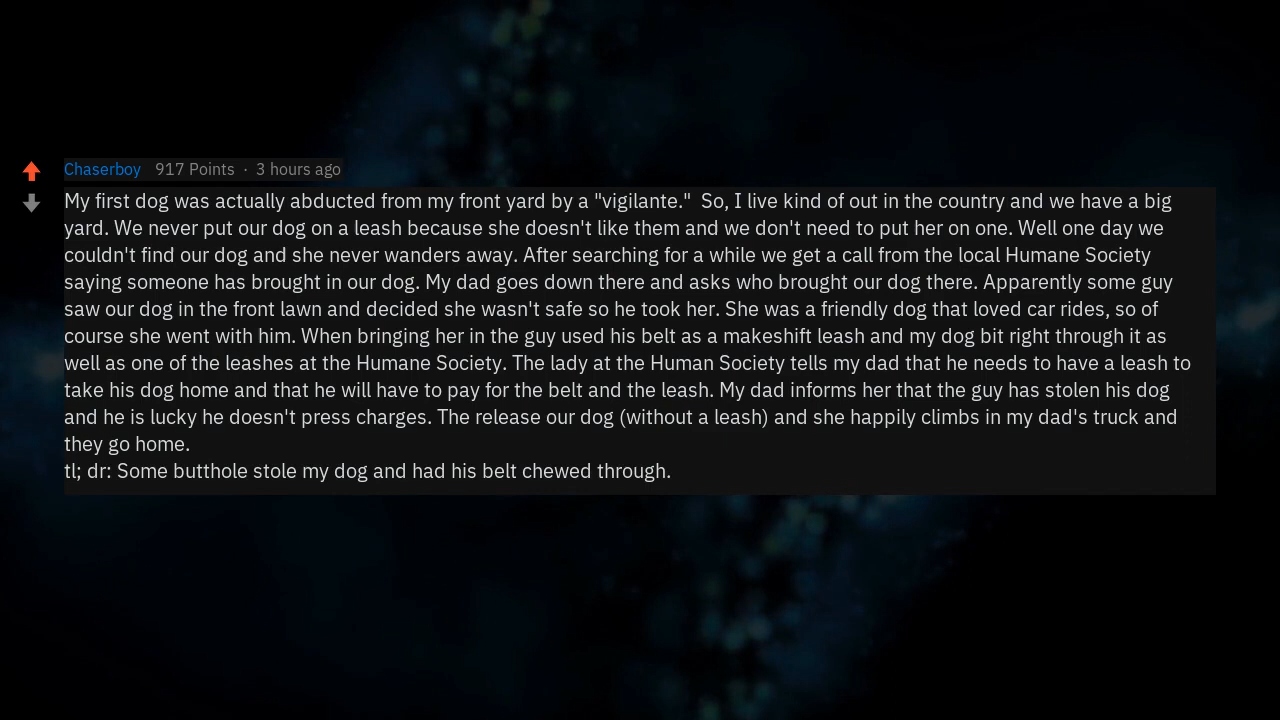 Chaserboy 917 Points · 3 hours ago
My first dog was actually abducted from my front yard by a "vigilante."  So, I live kind of out in the country and we have a big
yard. We never put our dog on a leash because she doesn't like them and we don't need to put her on one. Well one day we
couldn't find our dog and she never wanders away. After searching for a while we get a call from the local Humane Society
saying someone has brought in our dog. My dad goes down there and asks who brought our dog there. Apparently some guy
saw our dog in the front lawn and decided she wasn't safe so he took her. She was a friendly dog that loved car rides, so of
course she went with him. When bringing her in the guy used his belt as a makeshift leash and my dog bit right through it as
well as one of the leashes at the Humane Society. The lady at the Human Society tells my dad that he needs to have a leash to
take his dog home and that he will have to pay for the belt and the leash. My dad informs her that the guy has stolen his dog
and he is lucky he doesn't press charges. The release our dog (without a leash) and she happily climbs in my dad's truck and
they go home.
tl; dr: Some butthole stole my dog and had his belt chewed through.